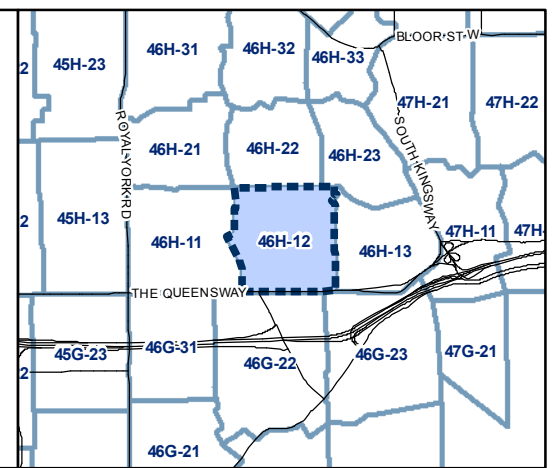 46H-31
46H-32
BLOOR ST W
2
45H-23
46H-33
47H-21
47H-22
ROYAL YORK RD
SOUTH KINGSWAY
46H-21
46H-22
46H-23
2
45H-13
46H-11
46H-12
46H-13
47H-11
47H-
THE QUEENSWAY
45G-23
46G-31
46G-22
46G-23
47G-21
2
46G-21